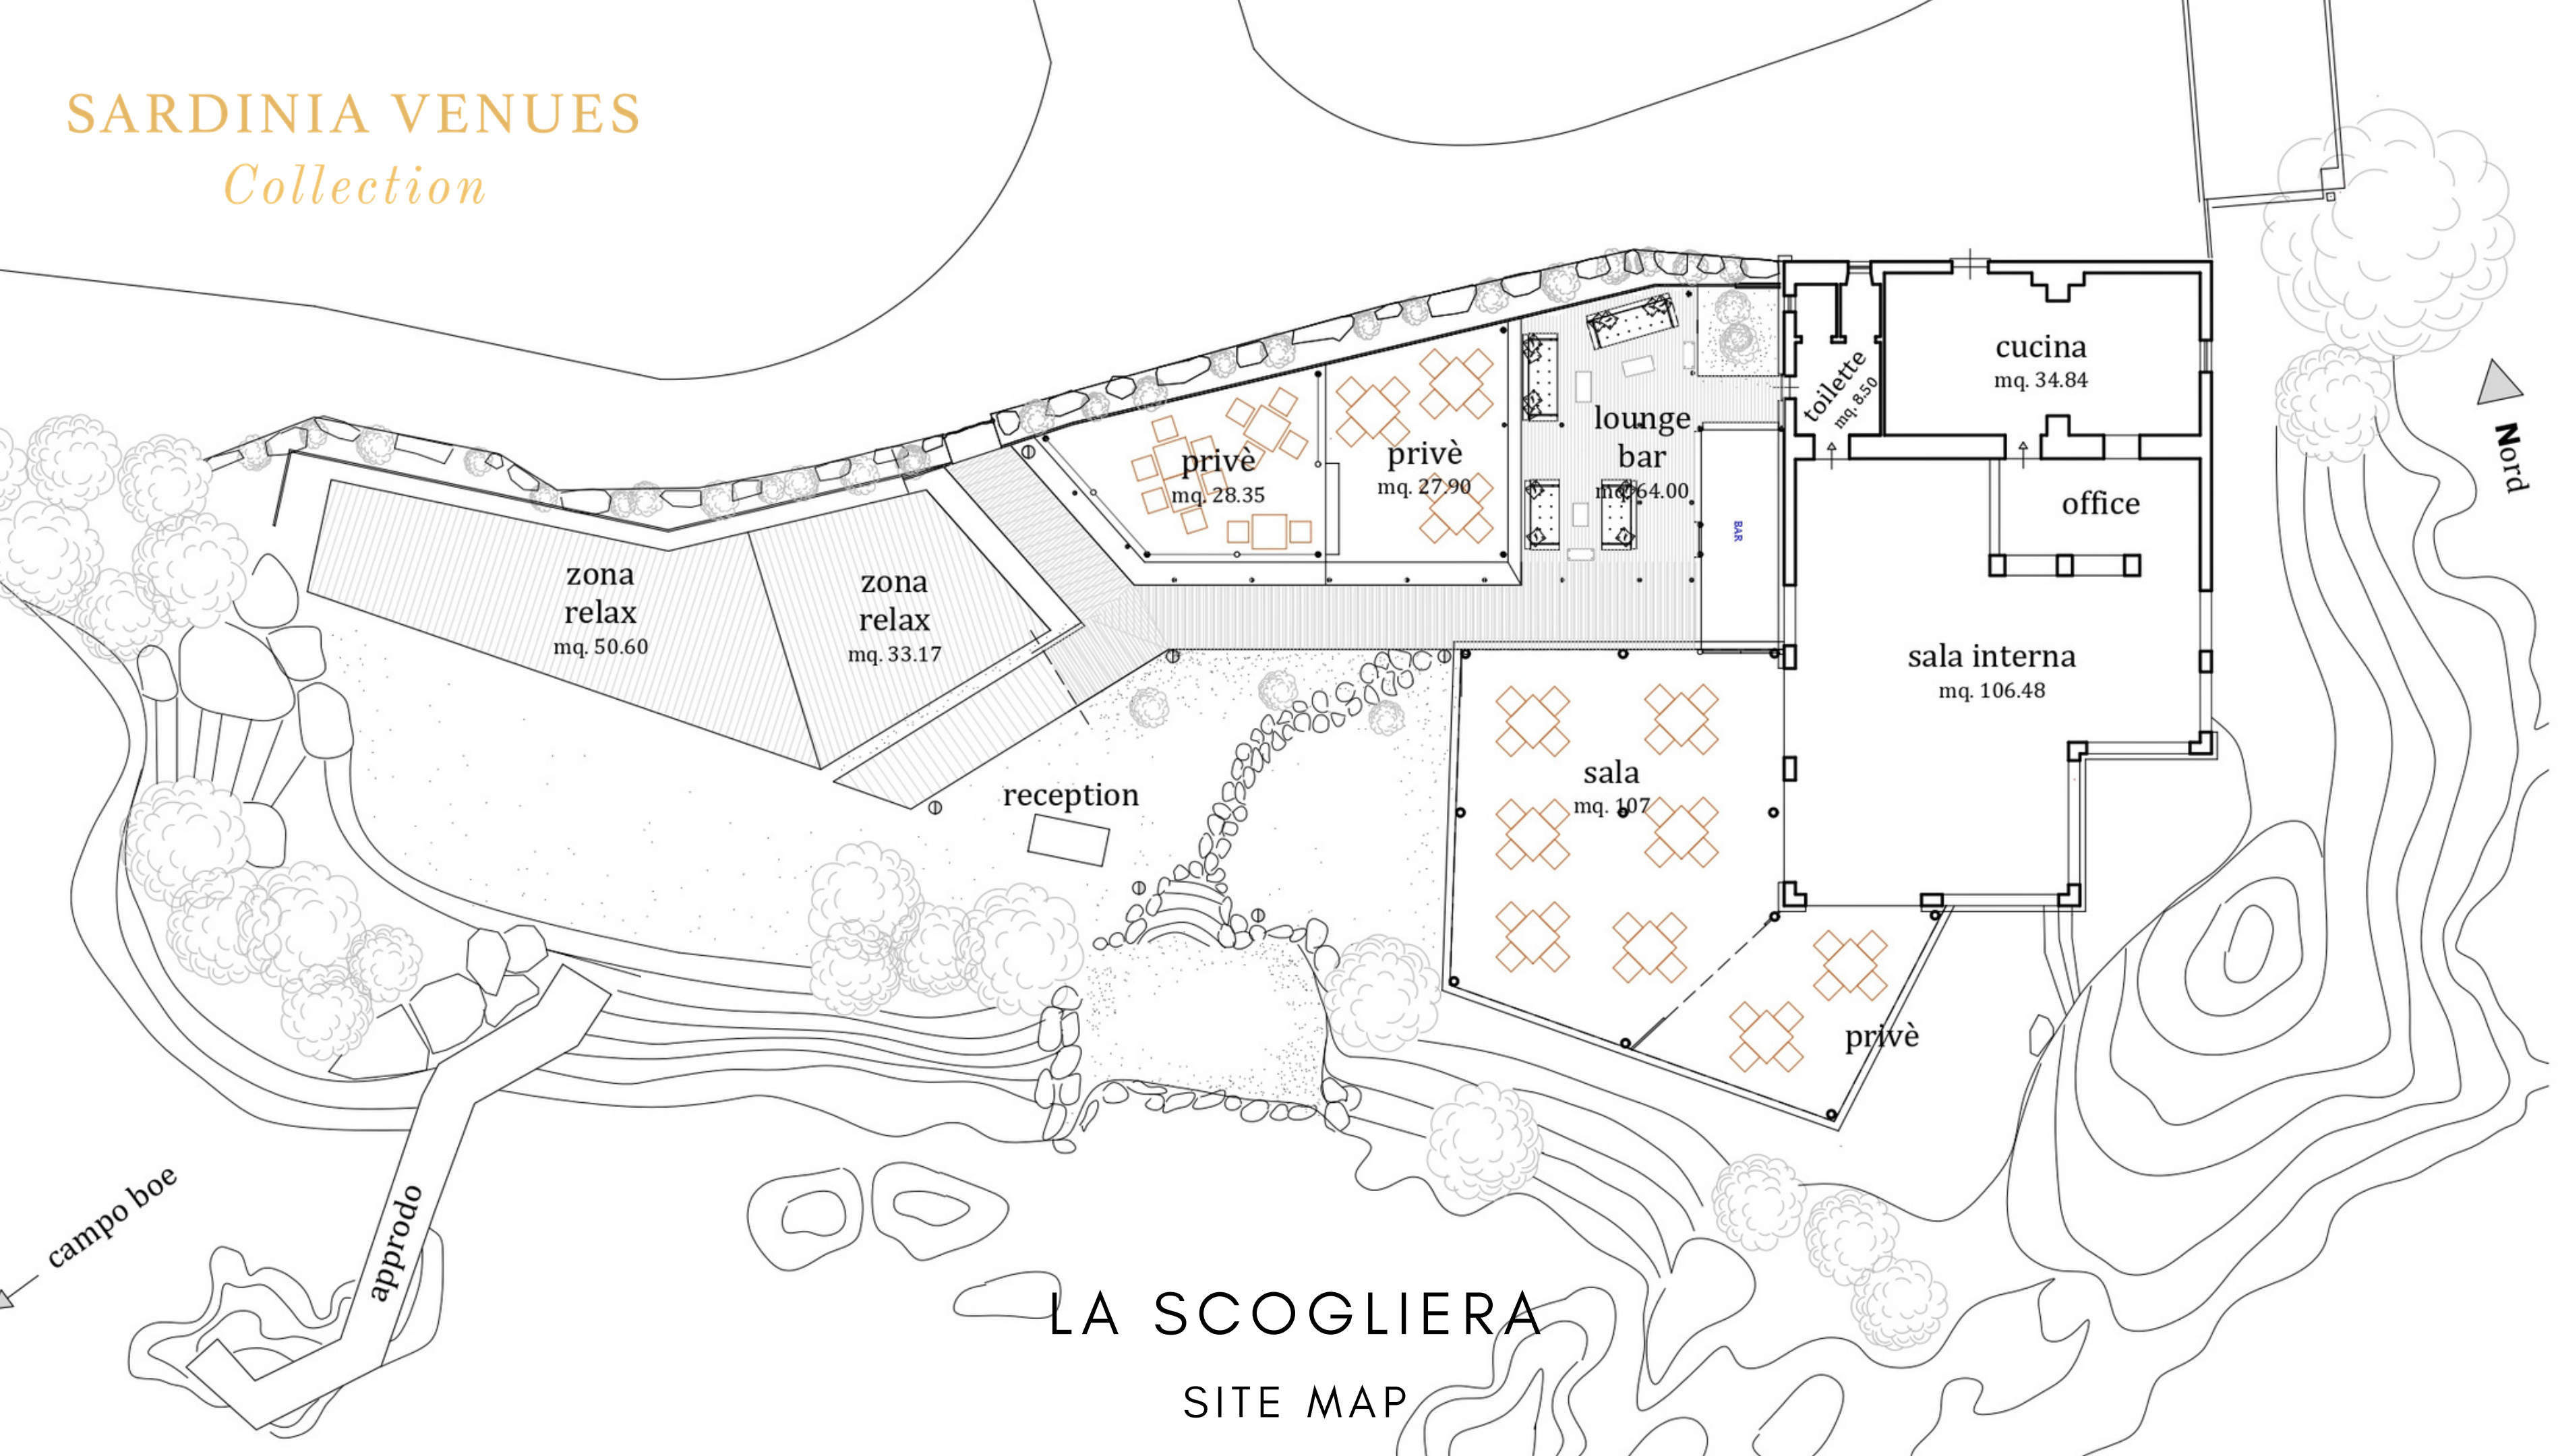 SARDINIA VENUES
Collection
cucina
mq. 34.84
toilette
mq. 8.50
Nord
lounge
bar
mq. 64.00
privè
mq. 28.35
privè
mq. 27.90
BAR
office
zona
relax
mq. 50.60
zona
relax
mq. 33.17
sala interna
mq. 106.48
reception
sala
mq. 107
privè
campo boe
approdo
LA SCOGLIERA
SITE MAP